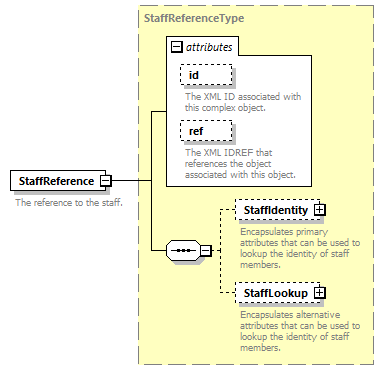 StaffReferenceType
attributes
id
The XML ID associated with
this complex object.
ref
The XML IDREF that
references the object
associated with this object.
StaffReference
The reference to the staff.
StaffIdentity
Encapsulates primary
attributes that can be used to
lookup the identity of staff
members.
StaffLookup
Encapsulates alternative
attributes that can be used to
lookup the identity of staff
members.